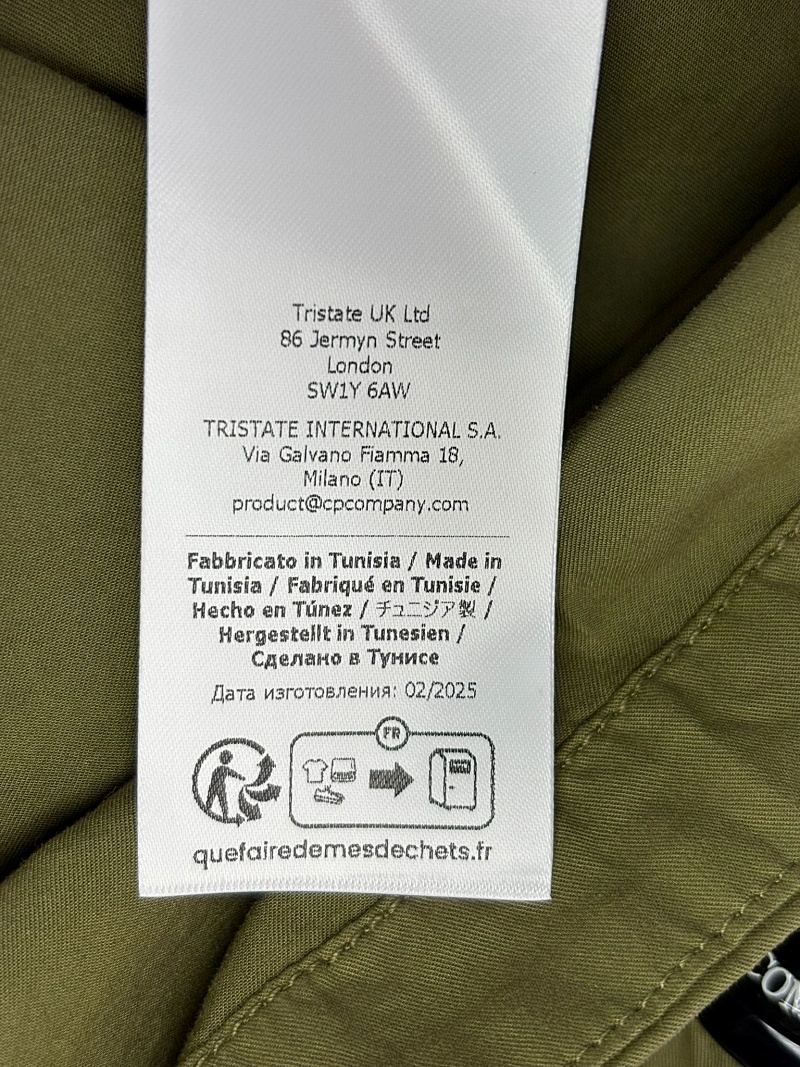 Tristate UK Ltd
86 Jermyn Street
London
SW1Y 6AW
TRISTATE INTERNATIONAL S.A.
Via Galvano Fiamma 18,
Milano (IT)
product@cpcompany.com
Fabbricato in Tunisia / Made in
Tunisia / Fabriqué en Tunisie /
Hecho en Túnez / チュニジア製 /
Hergestellt in Tunesien /
Сделано в Тунисе
Дата изготовления: 02/2025
FR
quefairedemesdechets.fr